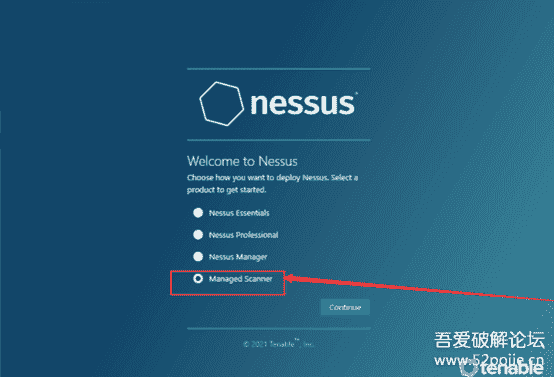 nessus
Welcome to Nessus
Choose how you want to deploy Nessus. Select a
product to get started.
Nessus Essentials
Nessus Professional
Nessus Manager
Managed Scanner
Continue
© 2021 Tenable™, Inc.
吾爱破解论坛
www.52pojie.cn
tenable